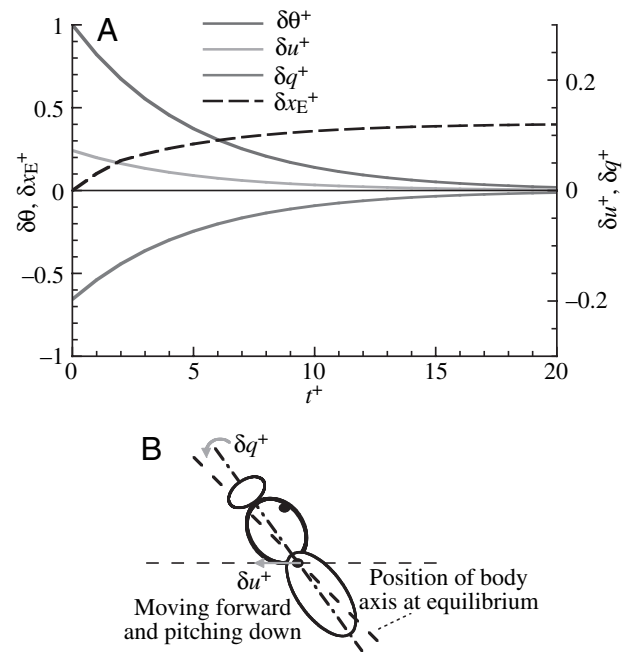 A
δθ⁺
δu⁺
δq⁺
δx_E⁺
1
0.5
0
–0.5
–1
δθ, δx_E⁺
0.2
0
–0.2
δu⁺, δq⁺
0 5 10 15 20
t⁺
B
δq⁺
δu⁺
Moving forward
and pitching down
Position of body
axis at equilibrium